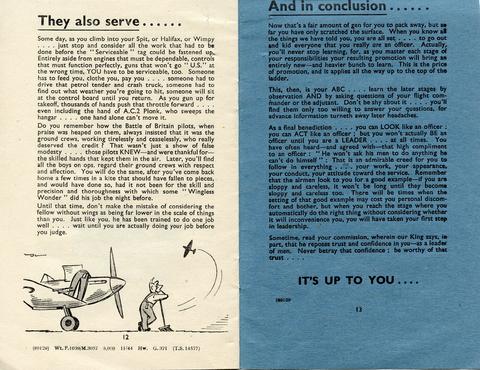 They also serve . . . . . .
Some day, as you climb into your Spit, or Halifax, or Wimpy
. . . . just stop and consider all the work that had to be
done before the " Serviceable " tag could be fastened up.
Entirely aside from engines that must be dependable, controls
that must function perfectly, guns that won't go " U.S." at
the wrong time, YOU have to be serviceable, too. Someone
has to feed you, clothe you, pay you . . . . someone had to
drive that petrol tender and crash truck, someone had to
find out what weather you're going to hit, someone will sit
at the control board until you return. As you gun up for
takeoff, thousands of hands push that throttle forward . . . .
even including the hand of A.C.2 Plonk, who sweeps the
hangar . . . . one hand alone can't move it.
Do you remember how the Battle of Britain pilots, when
praise was heaped on them, always insisted that it was the
ground crews, working tirelessly and ceaselessly, who really
deserved the credit ? That wasn't just a show of false
modesty . . . . those pilots KNEW—and were thankful for—
the skilled hands that kept them in the air. Later, you'll find
all the boys on ops. regard their ground crews with respect
and affection. You will do the same, after you've come back
home a few times in a kite that should have fallen to pieces,
and would have done so, had it not been for the skill and
precision and thoroughness with which some " Wingless
Wonder " did his job the night before.
Until that time, don't make the mistake of considering the
fellow without wings as being far lower in the scale of things
than you. Just like you, he has been trained to do one job
well . . . . wait until you are actually doing your job before
you judge.
12
(80129) Wt. P.1030/M.3057 5,000 11/44 Hw. G.371 (T.S. 14577)
And in conclusion . . . . . .
Now that's a fair amount of gen for you to pack away, but so
far you have only scratched the surface. When you know all
the things we have told you, you are all set . . . . to go out
and kid everyone that you really are an officer. Actually,
you'll never stop learning, for, as you master each stage of
your responsibilities your resulting promotion will bring an
entirely new—and heavier bunch to learn. This is the price
of promotion, and it applies all the way up to the top of the
ladder.
This, then, is your ABC . . . . learn the later stages by
observation AND by asking questions of your flight com-
mander or the adjutant. Don't be shy about it . . . . you'll
find them only too willing to answer your questions, for
advance information turneth away later headaches.
As a final benediction . . . . you can LOOK like an officer ;
you can ACT like an officer ; but you won't actually BE an
officer until you are a LEADER . . . . at all times. You
have often heard—and agreed with—that high compliment
to an officer : " He won't ask his men to do anything he
can't do himself " : That is an admirable creed for you to
follow in everything . . . . your work, your appearance,
your conduct, your attitude toward the service. Remember
that the airmen look to you for a good example—if you are
sloppy and careless, it won't be long until they become
sloppy and careless too. There will be times when the
setting of that good example may cost you personal discom-
fort and bother, but when you reach the stage where you
automatically do the right thing without considering whether
it will inconvenience you, you will have taken your first step
in leadership.
Sometime, read your commission, wherein our King says, in
part, that he reposes trust and confidence in you—as a leader
of men. Never betray that confidence : be worthy of that
trust . . . .
IT'S UP TO YOU . . . .
13